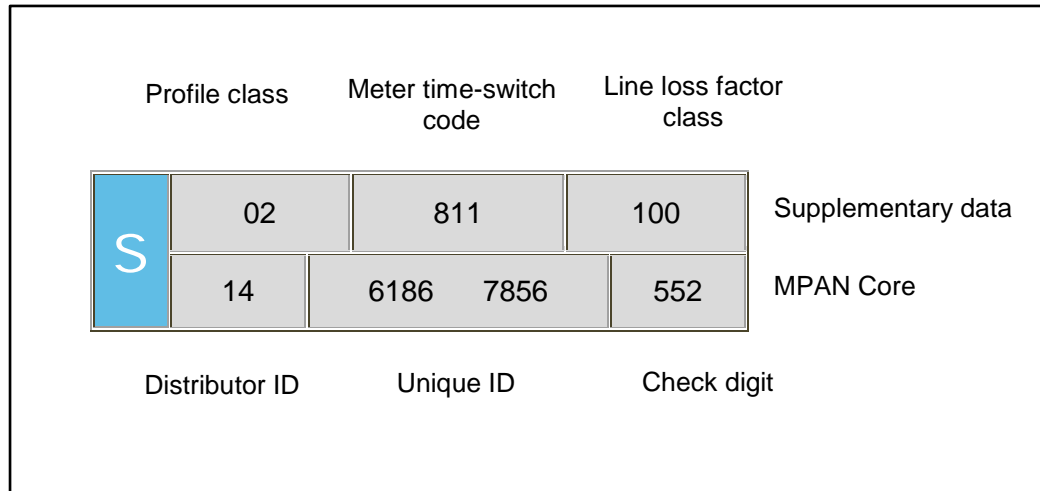 Profile class
Meter time-switch
code
Line loss factor
class
S
02
811
100
Supplementary data
14
6186 7856
552
MPAN Core
Distributor ID
Unique ID
Check digit